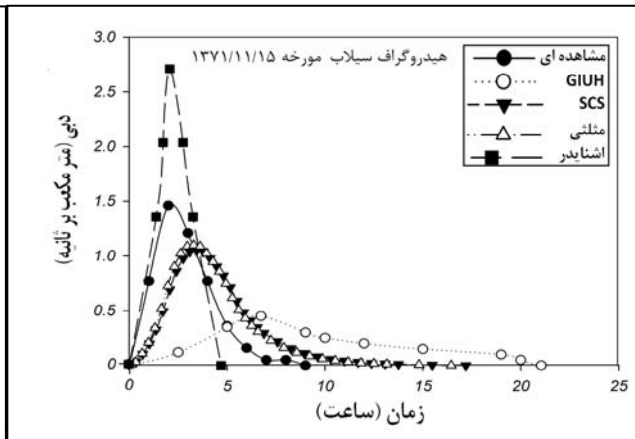 هیدروگراف سیلاب مورخه ۱۳۷۱/۱۱/۱۵
مشاهده ای
GIUH
SCS
مثلثی
اشنایدر
دبی (متر مکعب بر ثانیه)
3.0
2.5
2.0
1.5
1.0
0.5
0
0 5 10 15 20 25
زمان (ساعت)